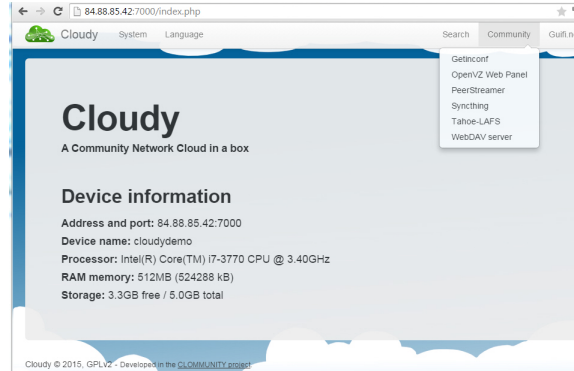 84.88.85.42:7000/index.php
Cloudy System Language Search Community Guifi.n
Getinconf
OpenVZ Web Panel
PeerStreamer
Syncthing
Tahoe-LAFS
WebDAV server
Cloudy
A Community Network Cloud in a box
Device information
Address and port: 84.88.85.42:7000
Device name: cloudydemo
Processor: Intel(R) Core(TM) i7-3770 CPU @ 3.40GHz
RAM memory: 512MB (524288 kB)
Storage: 3.3GB free / 5.0GB total
Cloudy © 2015, GPLv2 - Developed in the CLOMMUNITY project